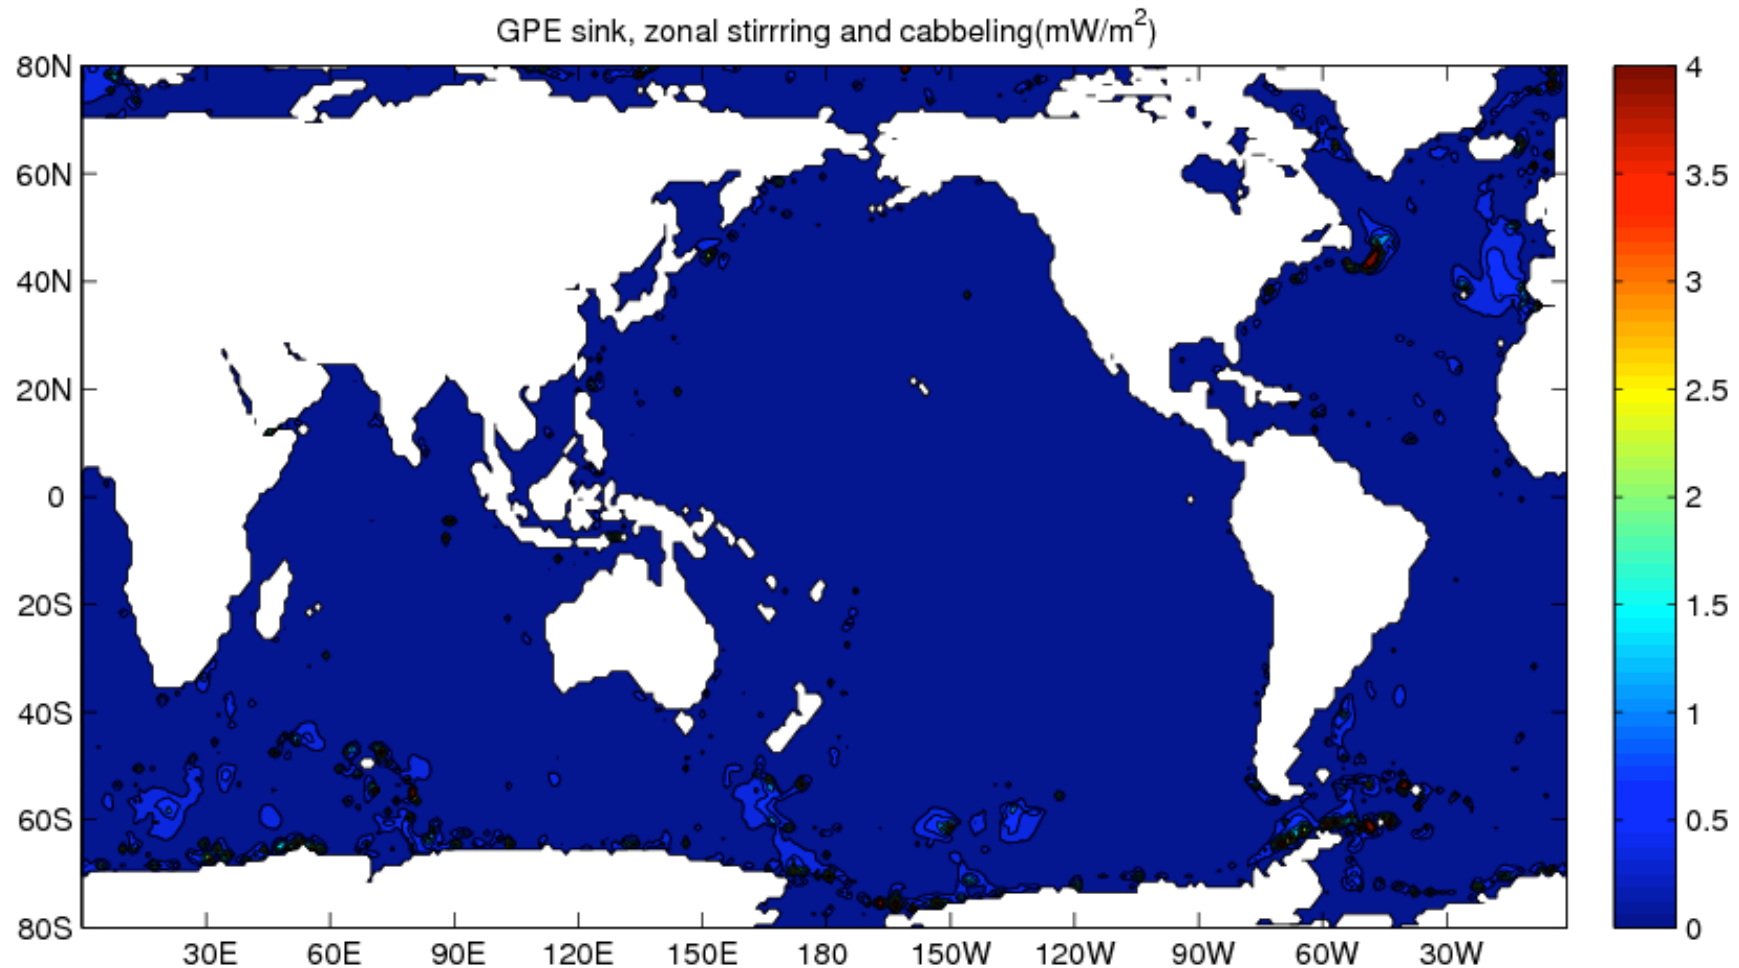 GPE sink, zonal stirrring and cabbeling(mW/m²)
80N
60N
40N
20N
0
20S
40S
60S
80S
30E 60E 90E 120E 150E 180 150W 120W 90W 60W 30W
4
3.5
3
2.5
2
1.5
1
0.5
0